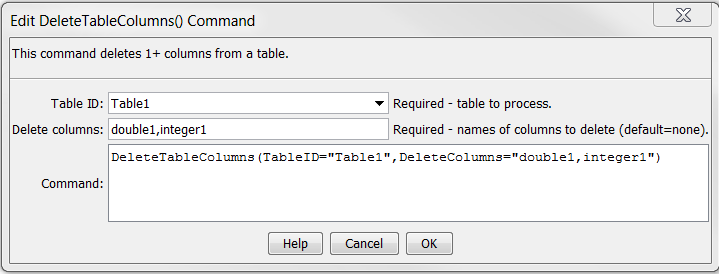 Edit DeleteTableColumns() Command
This command deletes 1+ columns from a table.
Table ID: Table1 Required - table to process.
Delete columns: double1,integer1 Required - names of columns to delete (default=none).
DeleteTableColumns(TableID="Table1",DeleteColumns="double1,integer1")
Command:
Help Cancel OK